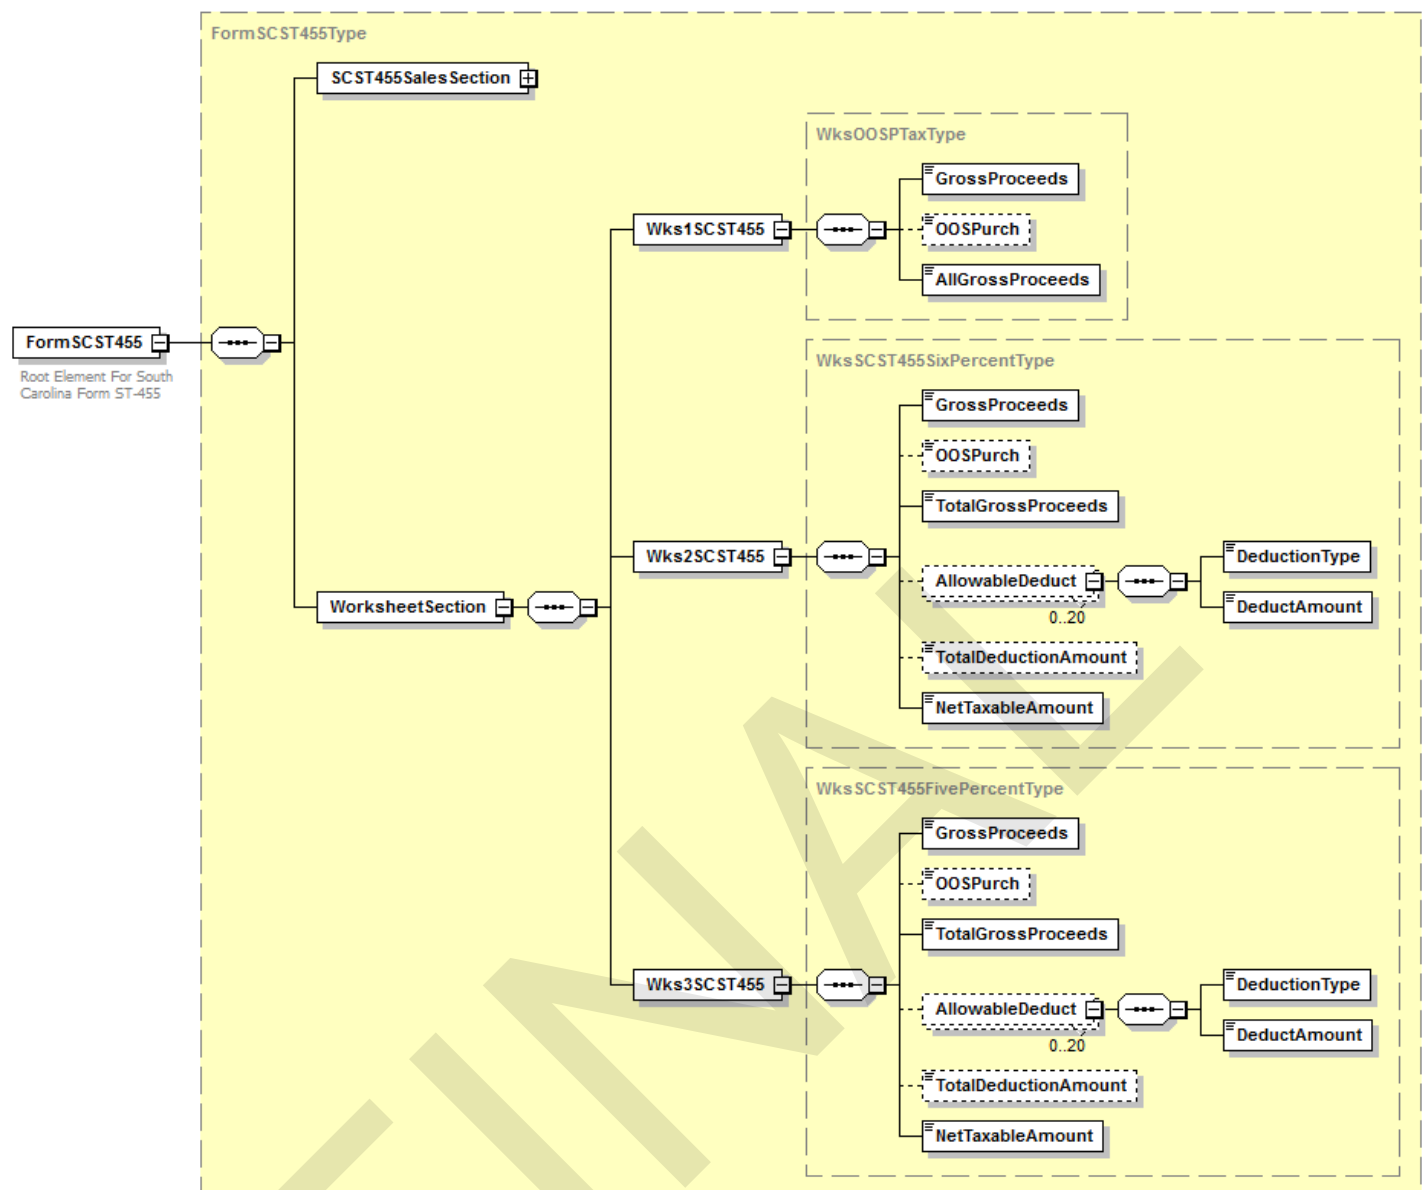 FormSCST455Type
SCST455SalesSection
WksOOSPTaxType
GrossProceeds
Wks1SCST455
OOSPurch
AllGrossProceeds
FormSCST455
Root Element For South
Carolina Form ST-455
WksSCST455SixPercentType
GrossProceeds
OOSPurch
TotalGrossProceeds
Wks2SCST455
DeductionType
AllowableDeduct
0..20
DeductAmount
WorksheetSection
TotalDeductionAmount
NetTaxableAmount
WksSCST455FivePercentType
GrossProceeds
OOSPurch
TotalGrossProceeds
Wks3SCST455
DeductionType
AllowableDeduct
0..20
DeductAmount
TotalDeductionAmount
NetTaxableAmount
FINAL